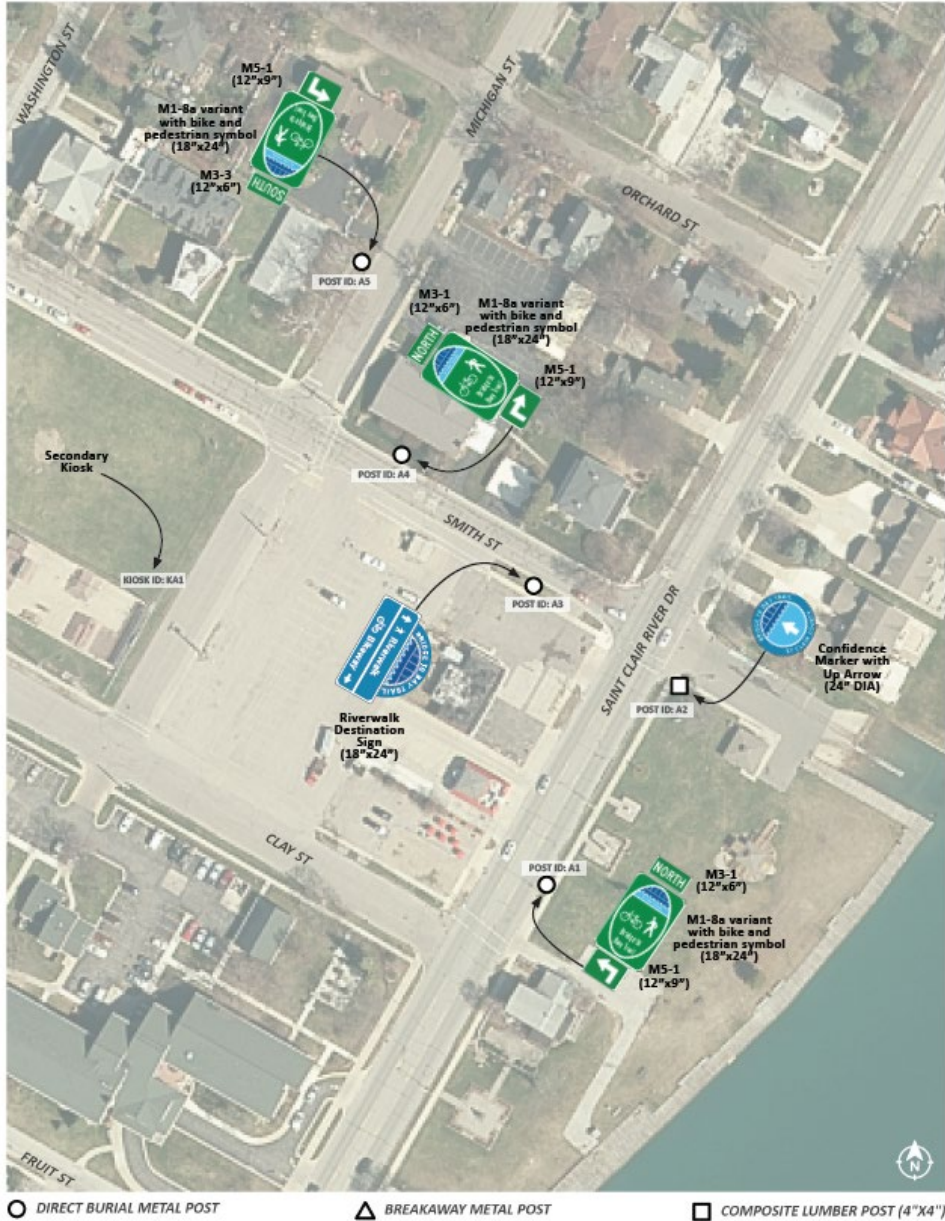 WASHINGTON ST
M5-1
(12"x9")
M1-8a variant
with bike and
pedestrian symbol
(18"x24")
M3-3
(12"x6")
SOUTH
MICHIGAN ST
ORCHARD ST
POST ID: A5
M3-1
(12"x6")
NORTH
M1-8a variant
with bike and
pedestrian symbol
(18"x24")
M5-1
(12"x9")
POST ID: A4
Secondary
Kiosk
KIOSK ID: KA1
SMITH ST
POST ID: A3
Riverwalk
Bikeway
BRIDGE TO BAY TRAIL
Riverwalk
Destination
Sign
(18"x24")
SAINT CLAIR RIVER DR
Confidence
Marker with
Up Arrow
(24" DIA)
POST ID: A2
CLAY ST
POST ID: A1
NORTH
M3-1
(12"x6")
M1-8a variant
with bike and
pedestrian symbol
(18"x24")
M5-1
(12"x9")
FRUIT ST
N
DIRECT BURIAL METAL POST
BREAKAWAY METAL POST
COMPOSITE LUMBER POST (4"X4")